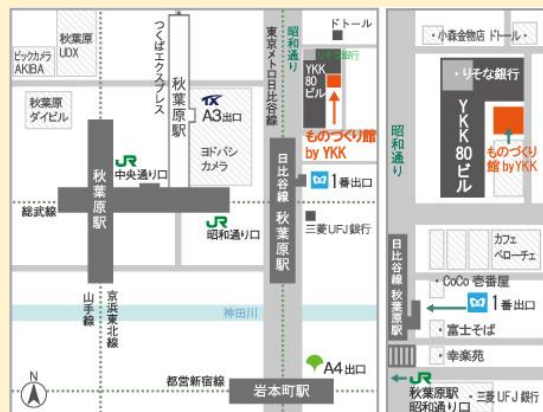 秋葉原
UDX
ビックカメラ
AKIBA
つくばエクスプレス
秋葉原駅
東京メトロ日比谷線
昭和通り
ドトール
りそな銀行
YKK
80
ビル
秋葉原
ダイビル
TX
A3出口
ヨドバシ
カメラ
ものづくり館
by YKK
JR
中央通り口
秋葉原駅
日比谷線 秋葉原駅
1番出口
総武線
JR
昭和通り口
三菱UFJ銀行
山手線
京浜東北線
神田川
N
都営新宿線
A4出口
岩本町駅
・小森金物店 ドトール・
・りそな銀行
YKK80ビル
昭和通り
ものづくり
館 by YKK
カフェ
ベローチェ
日比谷線 秋葉原駅
・CoCo 壱番屋
1番出口
・富士そば
・幸楽苑
JR
秋葉原駅
昭和通り口
・三菱UFJ銀行